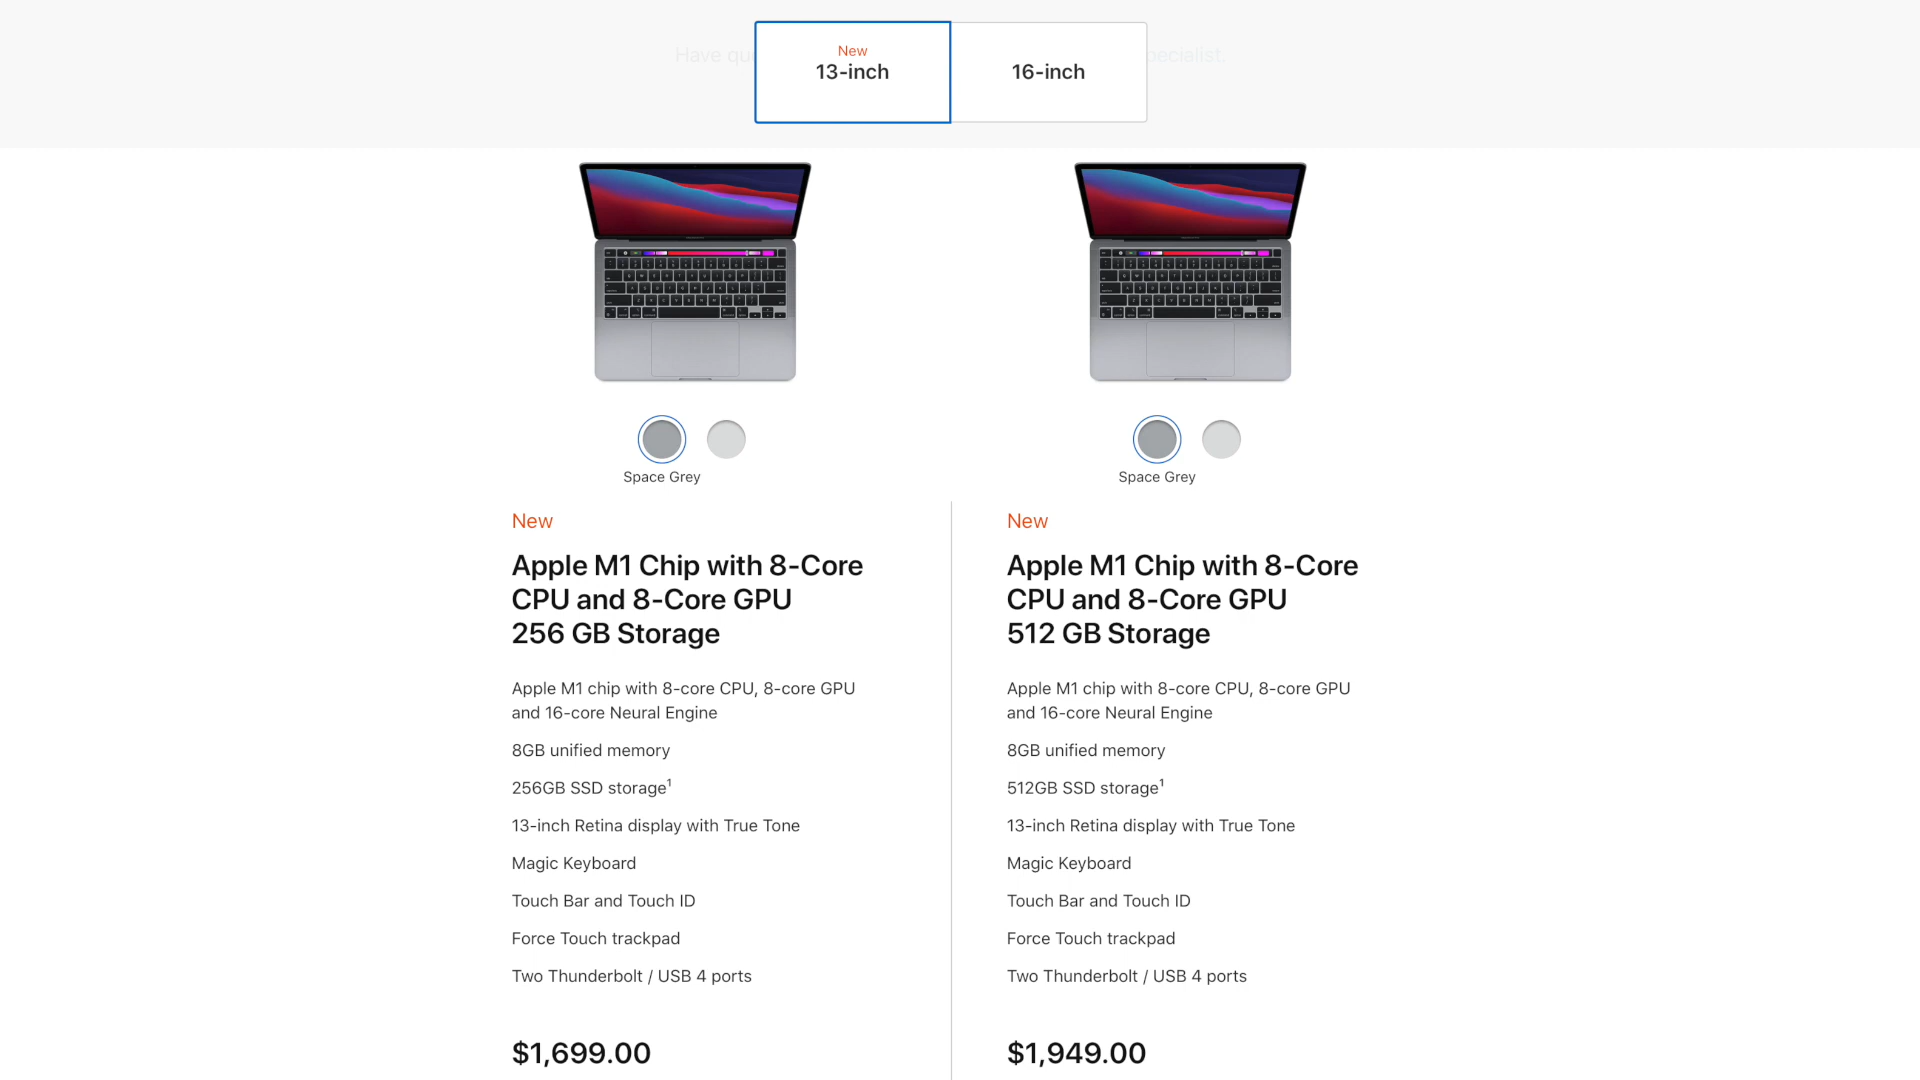 Have qu
pecialist.
New
13-inch
16-inch
Space Grey
Space Grey
New
Apple M1 Chip with 8-Core
CPU and 8-Core GPU
256 GB Storage
Apple M1 chip with 8-core CPU, 8-core GPU
and 16-core Neural Engine
8GB unified memory
256GB SSD storage¹
13-inch Retina display with True Tone
Magic Keyboard
Touch Bar and Touch ID
Force Touch trackpad
Two Thunderbolt / USB 4 ports
$1,699.00
New
Apple M1 Chip with 8-Core
CPU and 8-Core GPU
512 GB Storage
Apple M1 chip with 8-core CPU, 8-core GPU
and 16-core Neural Engine
8GB unified memory
512GB SSD storage¹
13-inch Retina display with True Tone
Magic Keyboard
Touch Bar and Touch ID
Force Touch trackpad
Two Thunderbolt / USB 4 ports
$1,949.00